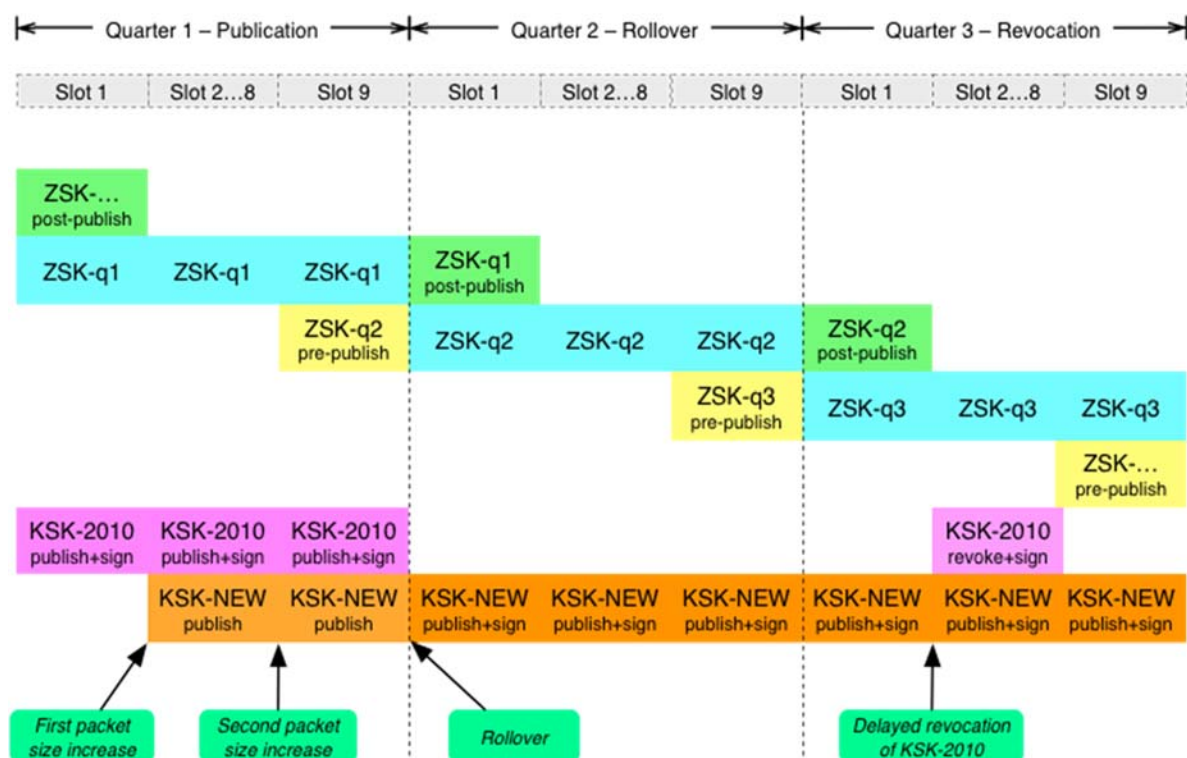 Quarter 1 – Publication Quarter 2 – Rollover Quarter 3 – Revocation
Slot 1 Slot 2...8 Slot 9 Slot 1 Slot 2...8 Slot 9 Slot 1 Slot 2...8 Slot 9
ZSK-...
post-publish
ZSK-q1 ZSK-q1 ZSK-q1 ZSK-q1
post-publish
ZSK-q2
pre-publish
ZSK-q2 ZSK-q2 ZSK-q2 ZSK-q2
post-publish
ZSK-q3
pre-publish
ZSK-q3 ZSK-q3 ZSK-q3
ZSK-...
pre-publish
KSK-2010 KSK-2010 KSK-2010 KSK-2010
publish+sign publish+sign publish+sign revoke+sign
KSK-NEW KSK-NEW KSK-NEW KSK-NEW KSK-NEW KSK-NEW KSK-NEW KSK-NEW
publish publish publish+sign publish+sign publish+sign publish+sign publish+sign publish+sign
First packet
size increase
Second packet
size increase
Rollover
Delayed revocation
of KSK-2010